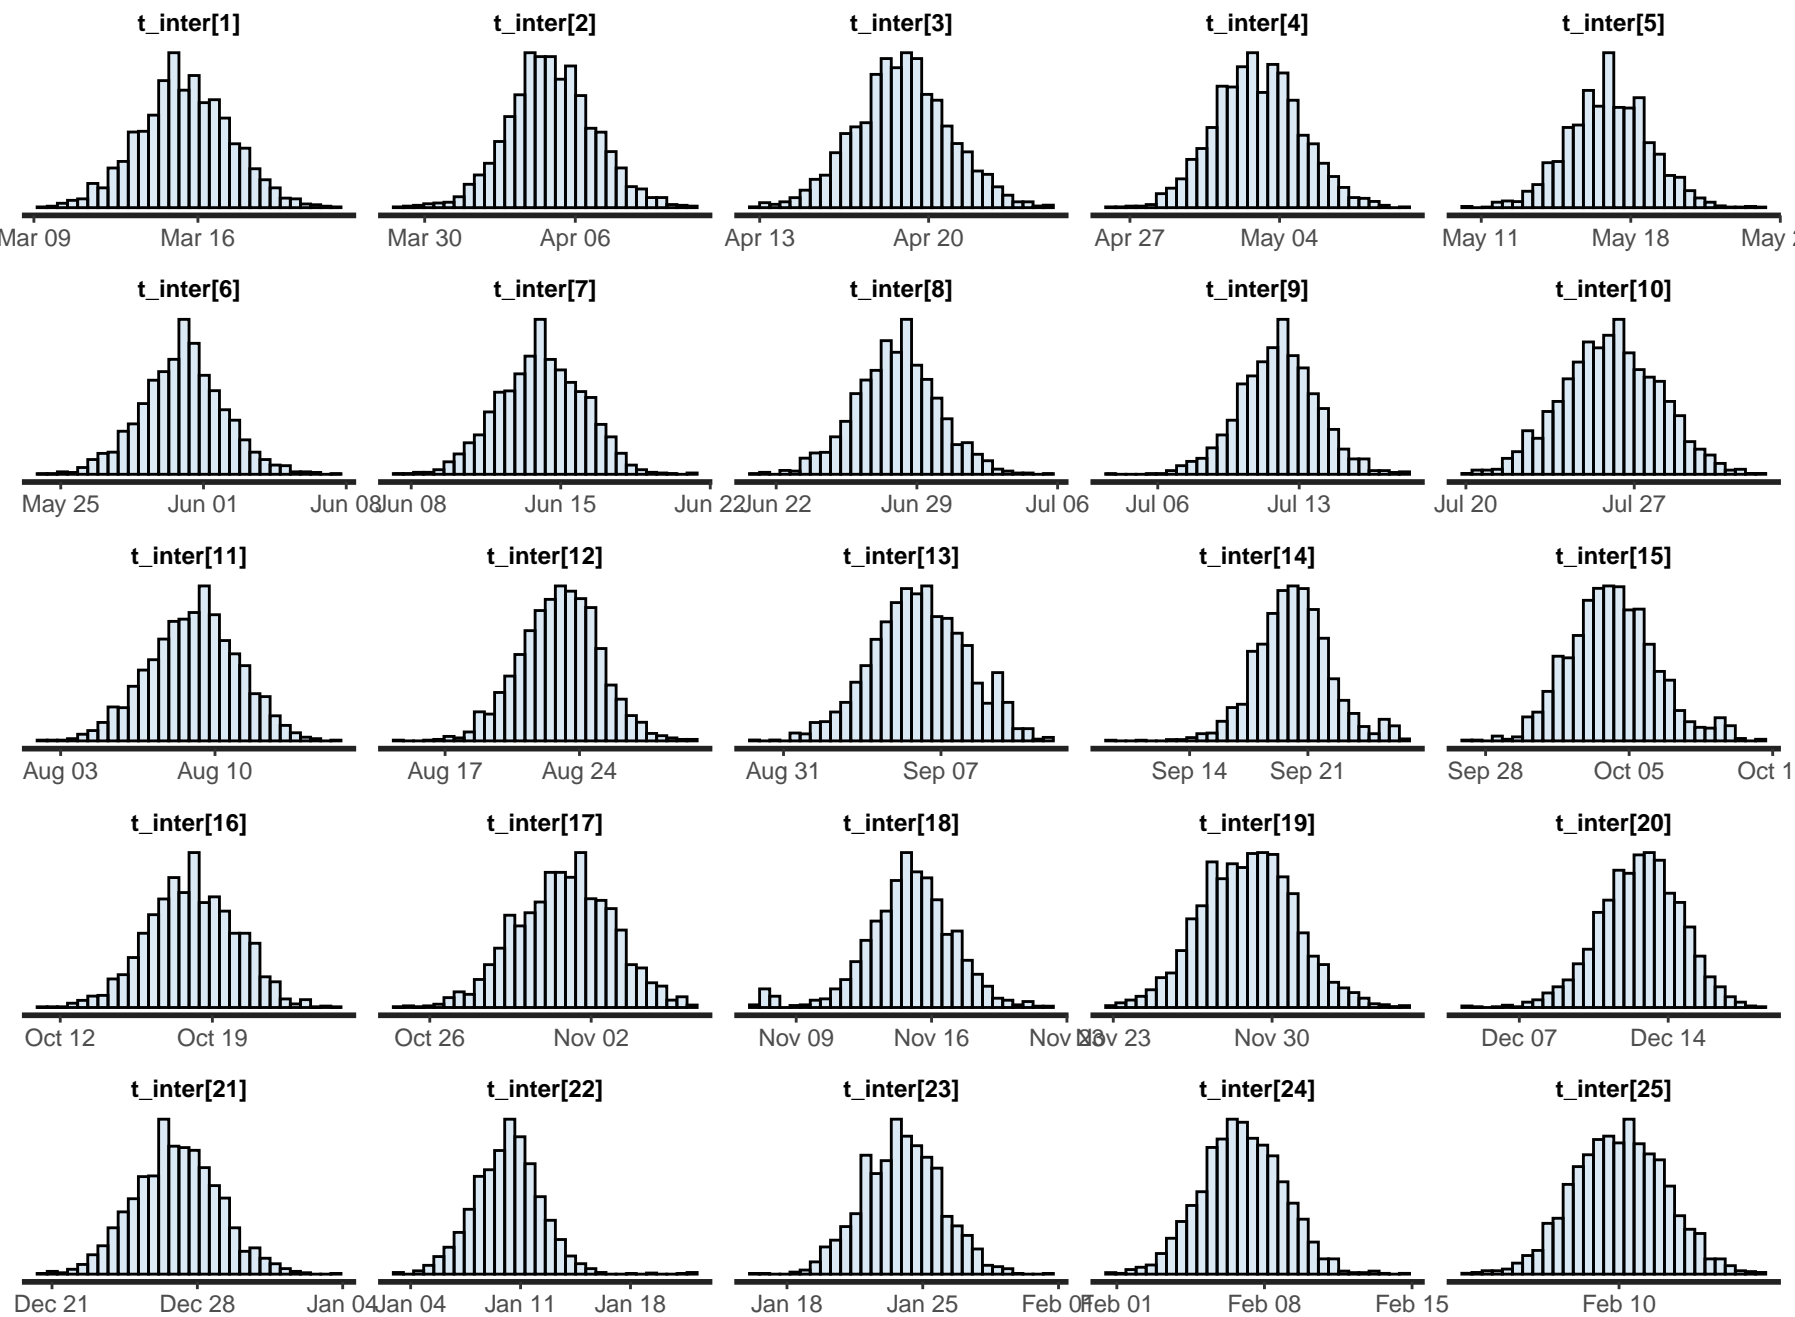 t_inter[1] t_inter[2] t_inter[3] t_inter[4] t_inter[5]
Mar 09 Mar 16 Mar 30 Apr 06 Apr 13 Apr 20 Apr 27 May 04 May 11 May 18 May 2
t_inter[6] t_inter[7] t_inter[8] t_inter[9] t_inter[10]
May 25 Jun 01 Jun 08 Jun 08 Jun 15 Jun 22 Jun 22 Jun 29 Jul 06 Jul 06 Jul 13 Jul 20 Jul 27
t_inter[11] t_inter[12] t_inter[13] t_inter[14] t_inter[15]
Aug 03 Aug 10 Aug 17 Aug 24 Aug 31 Sep 07 Sep 14 Sep 21 Sep 28 Oct 05 Oct 1
t_inter[16] t_inter[17] t_inter[18] t_inter[19] t_inter[20]
Oct 12 Oct 19 Oct 26 Nov 02 Nov 09 Nov 16 Nov 23 Nov 23 Nov 30 Dec 07 Dec 14
t_inter[21] t_inter[22] t_inter[23] t_inter[24] t_inter[25]
Dec 21 Dec 28 Jan 04 Jan 04 Jan 11 Jan 18 Jan 18 Jan 25 Feb 01 Feb 01 Feb 08 Feb 15 Feb 10